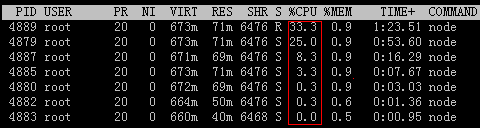 PID USER PR NI VIRT RES SHR S %CPU %MEM TIME+ COMMAND
4889 root 20 0 673m 71m 6476 R 33.3 0.9 1:23.51 node
4879 root 20 0 673m 71m 6476 S 25.0 0.9 0:53.60 node
4887 root 20 0 671m 69m 6476 S 8.3 0.9 0:16.29 node
4885 root 20 0 673m 71m 6476 S 3.3 0.9 0:07.67 node
4880 root 20 0 672m 69m 6476 S 0.3 0.9 0:03.03 node
4882 root 20 0 664m 50m 6476 S 0.3 0.6 0:01.36 node
4883 root 20 0 660m 40m 6468 S 0.0 0.5 0:00.95 node